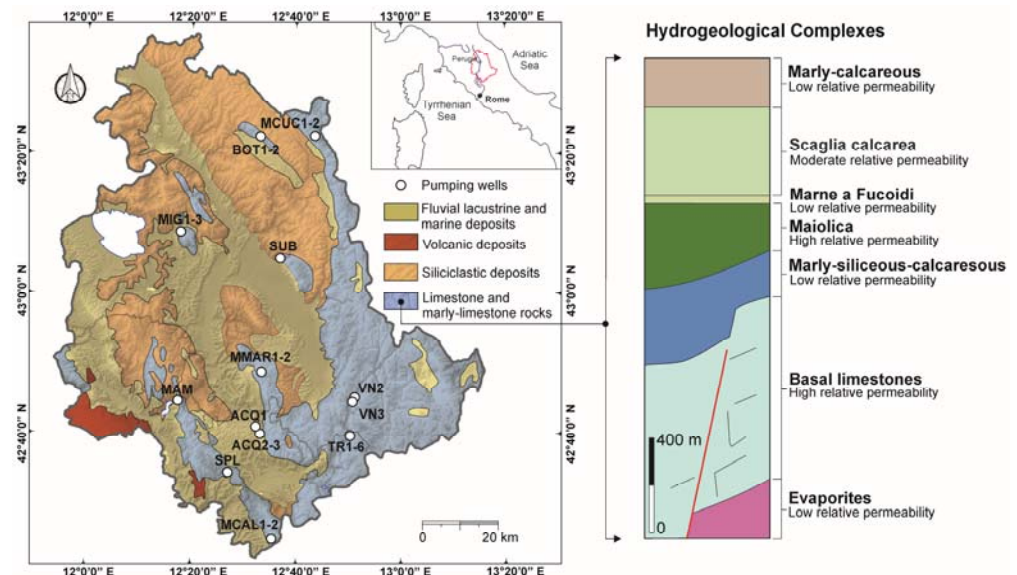 12°0'0" E
12°20'0" E
12°40'0" E
13°0'0" E
13°20'0" E
Hydrogeological Complexes
Perugia
Adriatic
Sea
Rome
Tyrrhenian
Sea
MCUC1-2
BOT1-2
43°20'0" N
43°20'0" N
Pumping wells
Fluvial lacustrine and
marine deposits
Volcanic deposits
Siliciclastic deposits
Limestone and
marly-limestone rocks
MIG1-3
SUB
43°0'0" N
43°0'0" N
MMAR1-2
MAM
VN2
VN3
ACQ1
ACQ2-3
TR1-6
SPL
42°40'0" N
42°40'0" N
MCAL1-2
0
20 km
12°0'0" E
12°20'0" E
12°40'0" E
13°0'0" E
13°20'0" E
Marly-calcareous
Low relative permeability
Scaglia calcarea
Moderate relative permeability
Marne a Fucoidi
Low relative permeability
Maiolica
High relative permeability
Marly-siliceous-calcaresous
Low relative permeability
Basal limestones
High relative permeability
400 m
0
Evaporites
Low relative permeability